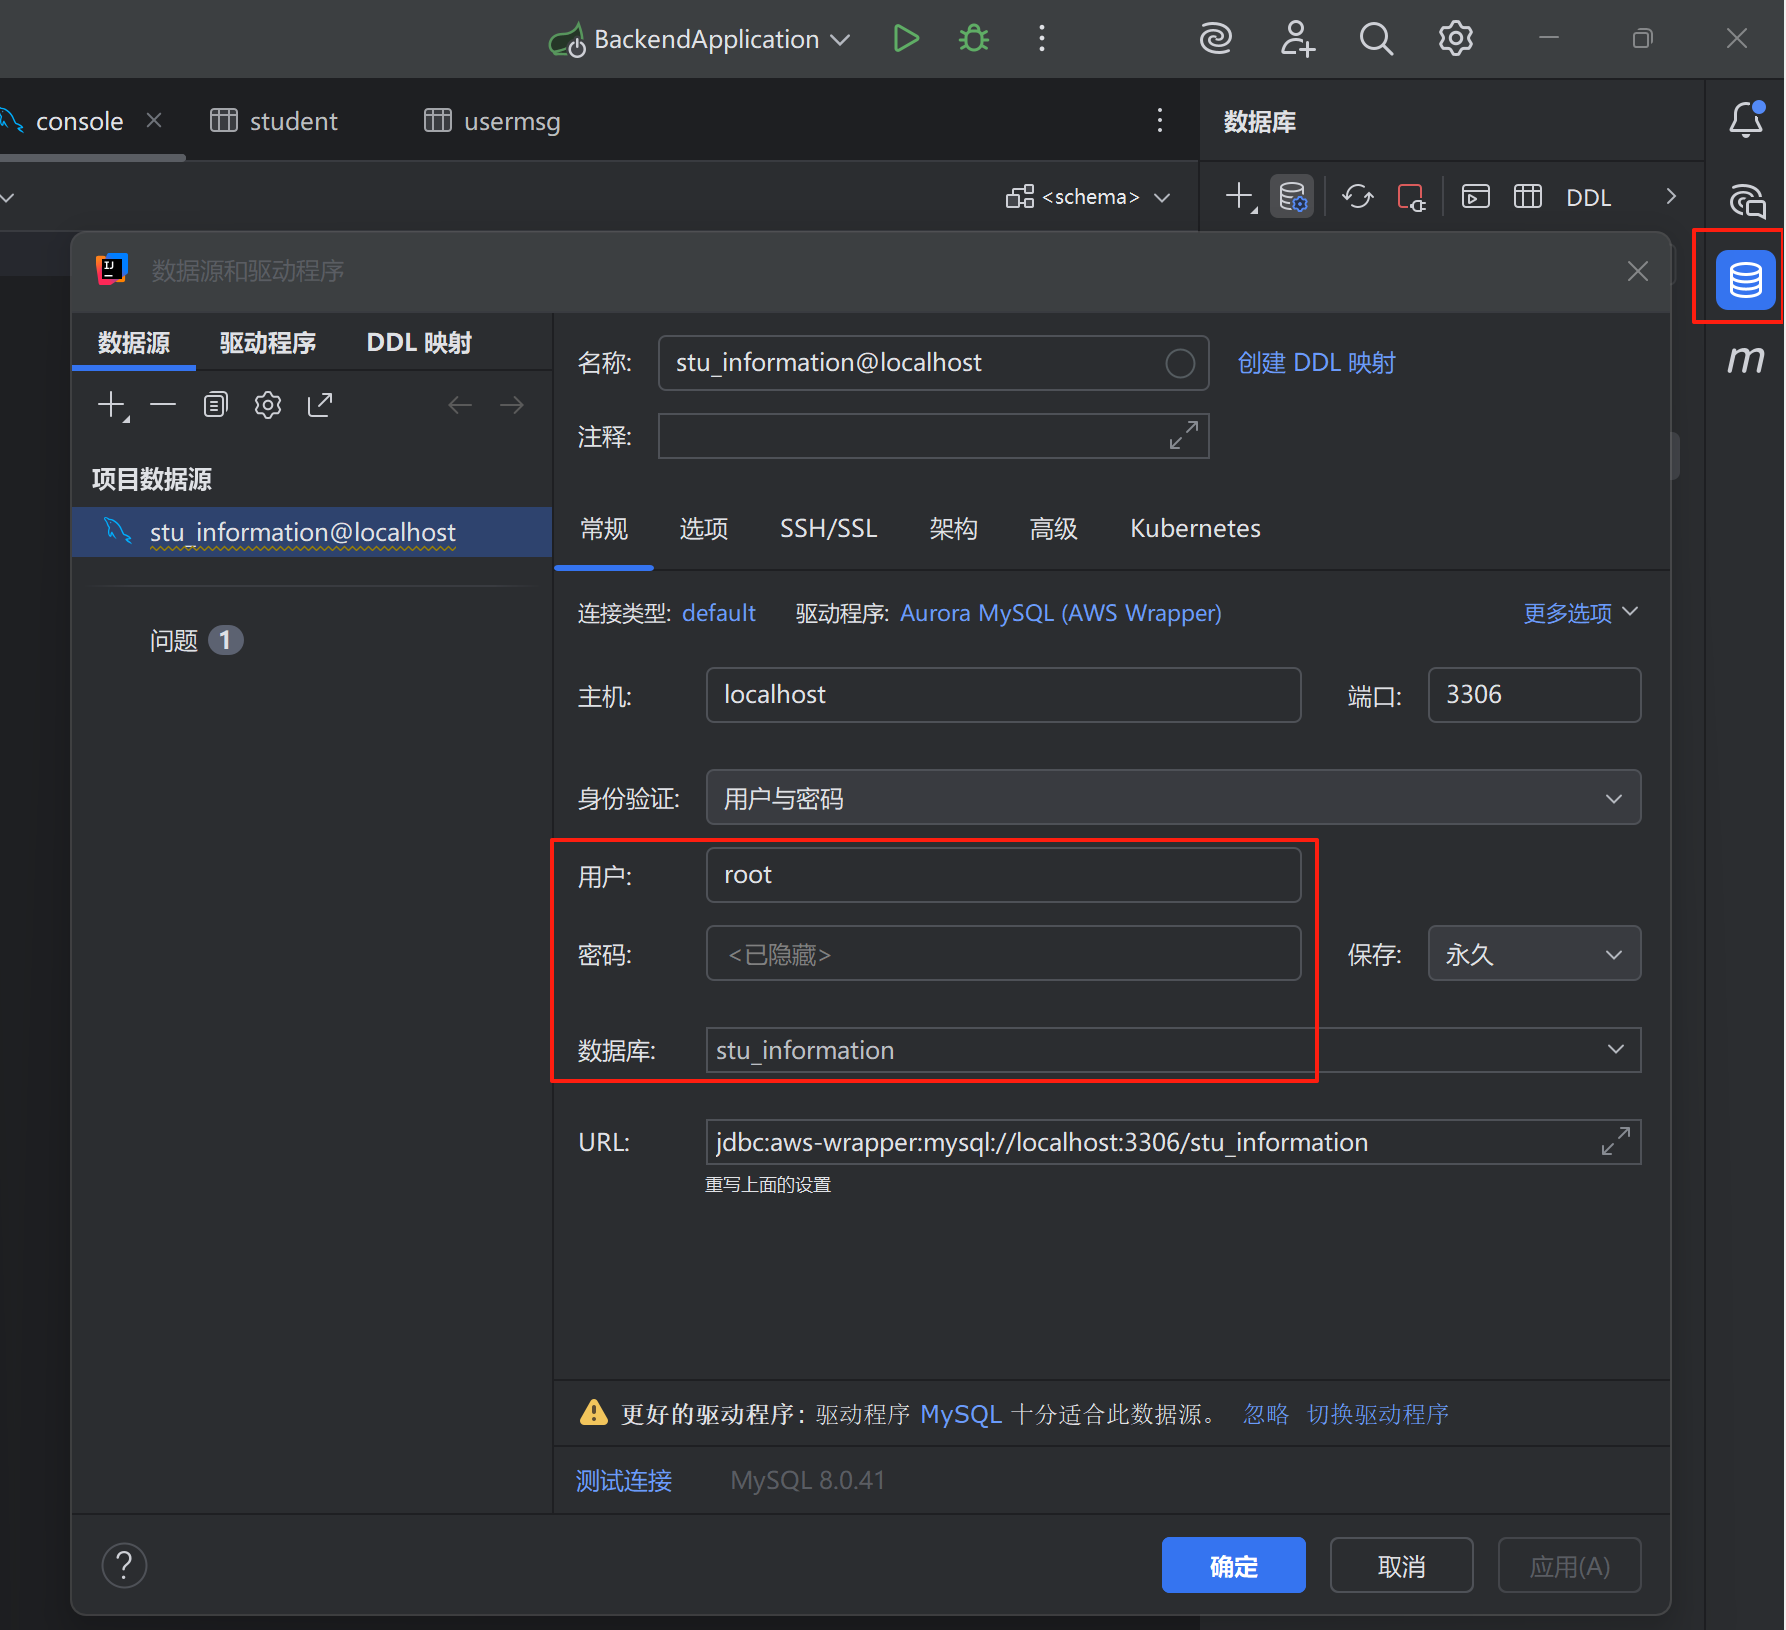 BackendApplication
console
student
usermsg
数据库
<schema>
DDL
数据源和驱动程序
数据源 驱动程序 DDL 映射
名称: stu_information@localhost 创建 DDL 映射
注释:
项目数据源
stu_information@localhost
问题 1
常规 选项 SSH/SSL 架构 高级 Kubernetes
连接类型: default 驱动程序: Aurora MySQL (AWS Wrapper) 更多选项
主机: localhost 端口: 3306
身份验证: 用户与密码
用户: root
密码: <已隐藏> 保存: 永久
数据库: stu_information
URL: jdbc:aws-wrapper:mysql://localhost:3306/stu_information
重写上面的设置
更好的驱动程序: 驱动程序 MySQL 十分适合此数据源。 忽略 切换驱动程序
测试连接 MySQL 8.0.41
? 确定 取消 应用(A)
m
IJ